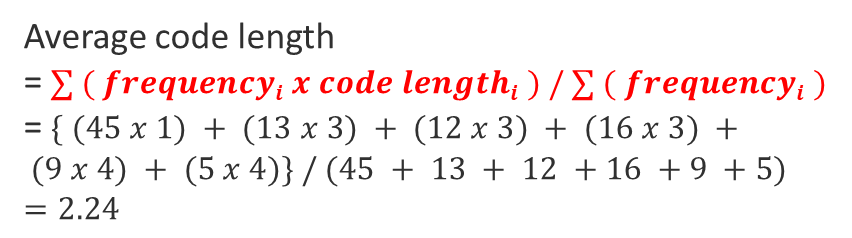 Average code length
= ∑ ( frequencyᵢ x code lengthᵢ ) / ∑ ( frequencyᵢ )
= { (45 x 1) + (13 x 3) + (12 x 3) + (16 x 3) +
(9 x 4) + (5 x 4)} / (45 + 13 + 12 + 16 + 9 + 5)
= 2.24